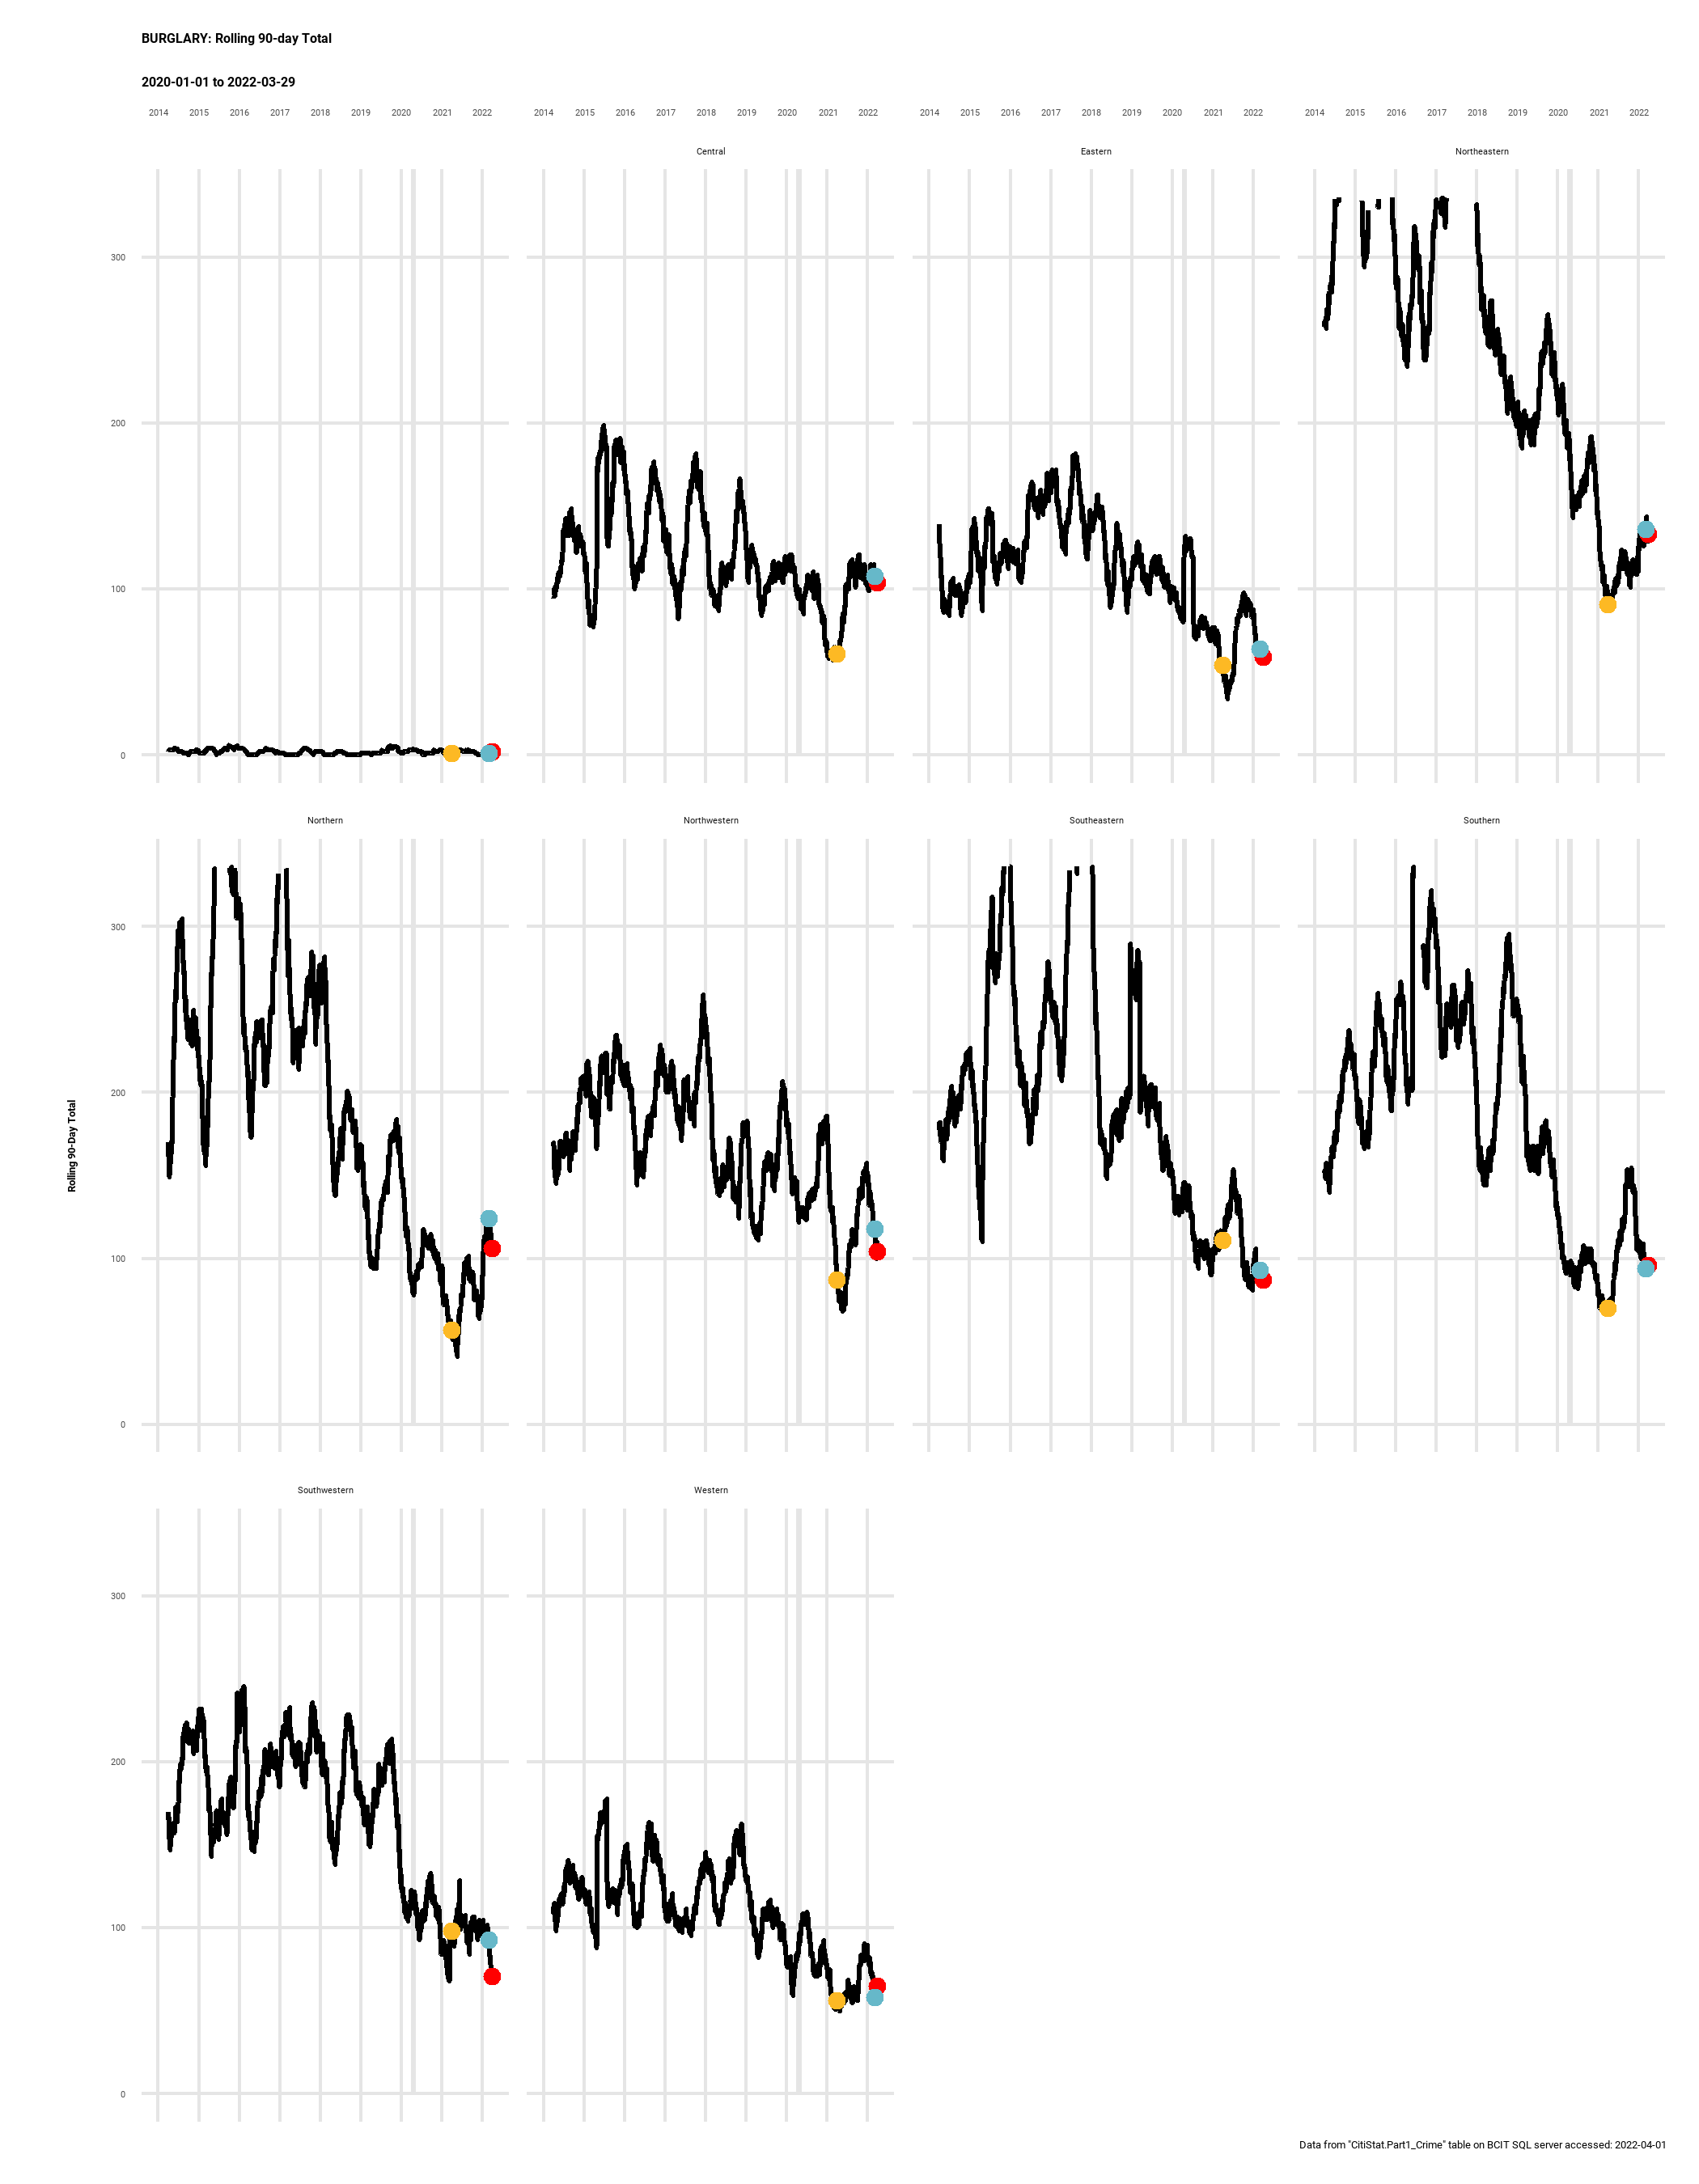 BURGLARY: Rolling 90-day Total
2020-01-01 to 2022-03-29
2014 2015 2016 2017 2018 2019 2020 2021 2022 2014 2015 2016 2017 2018 2019 2020 2021 2022 2014 2015 2016 2017 2018 2019 2020 2021 2022 2014 2015 2016 2017 2018 2019 2020 2021 2022
Central Eastern Northeastern
300
200
100
0
Northern Northwestern Southeastern Southern
300
200
100
0
Rolling 90-Day Total
Southwestern Western
300
200
100
0
Data from "CitiStat.Part1_Crime" table on BCIT SQL server accessed: 2022-04-01